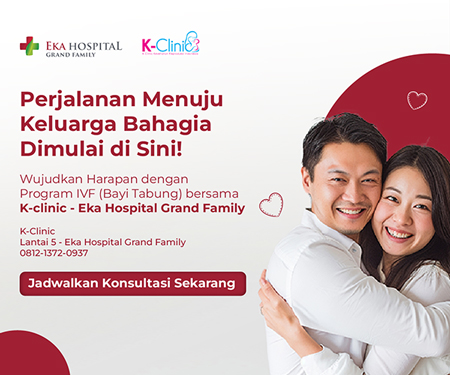 EKA HOSPITAL
GRAND FAMILY
K-Clinic
Perjalanan Menuju
Keluarga Bahagia
Dimulai di Sini!
Wujudkan Harapan dengan
Program IVF (Bayi Tabung) bersama
K-clinic - Eka Hospital Grand Family
K-Clinic
Lantai 5 - Eka Hospital Grand Family
0812-1372-0937
Jadwalkan Konsultasi Sekarang